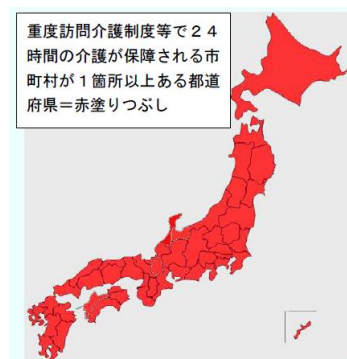 重度訪問介護制度等で２４
時間の介護が保障される市
町村が１箇所以上ある都道
府県＝赤塗りつぶし